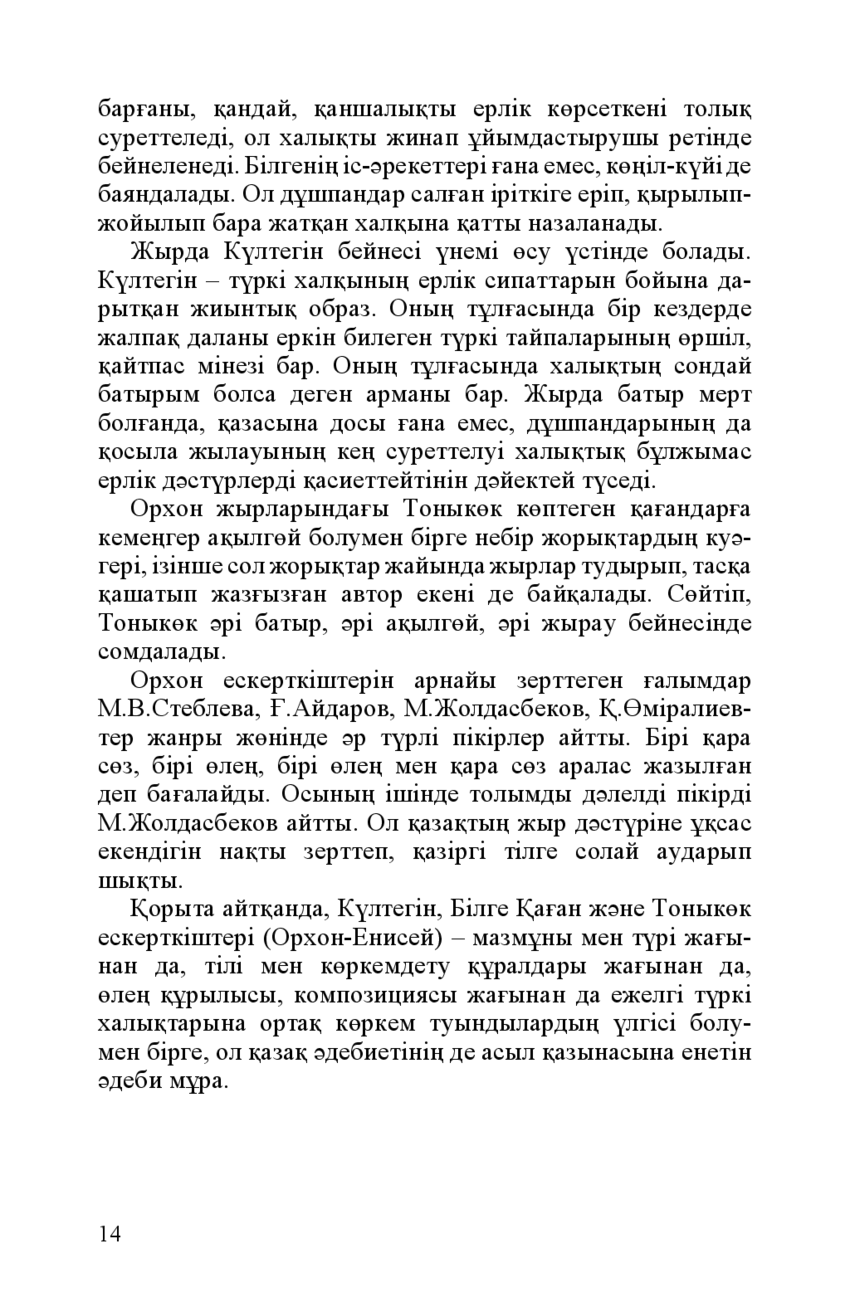 барғаны, қандай, қаншалықты ерлік көрсеткені толық
суреттеледі, ол халықты жинап ұйымдастырушы ретінде
бейнеленеді. Білгенің іс-әрекеттері ғана емес, көңіл-күйі де
баяндалады. Ол дұшпандар салған іріткіге еріп, қырылып-
жойылып бара жатқан халқына қатты назаланады.
Жырда Күлтегін бейнесі үнемі өсу үстінде болады.
Күлтегін – түркі халқының ерлік сипаттарын бойына да-
рытқан жиынтық образ. Оның тұлғасында бір кездерде
жалпақ даланы еркін билеген түркі тайпаларының өршіл,
қайтпас мінезі бар. Оның тұлғасында халықтың сондай
батырым болса деген арманы бар. Жырда батыр мерт
болғанда, қазасына досы ғана емес, дұшпандарының да
қосыла жылауының кең суреттелуі халықтық бұлжымас
ерлік дәстүрлерді қасиеттейтінін дәйектей түседі.
Орхон жырларындағы Тоныкөк көптеген қағандарға
кемеңгер ақылгөй болумен бірге небір жорықтардың куә-
гері, ізінше сол жорықтар жайында жырлар тудырып, тасқа
қашатып жазғызған автор екені де байқалады. Сөйтіп,
Тоныкөк әрі батыр, әрі ақылгөй, әрі жырау бейнесінде
сомдалады.
Орхон ескерткіштерін арнайы зерттеген ғалымдар
М.В.Стеблева, Ғ.Айдаров, М.Жолдасбеков, Қ.Өміралиев-
тер жанры жөнінде әр түрлі пікірлер айтты. Бірі қара
сөз, бірі өлең, бірі өлең мен қара сөз аралас жазылған
деп бағалайды. Осының ішінде толымды дәлелді пікірді
М.Жолдасбеков айтты. Ол қазақтың жыр дәстүріне ұқсас
екендігін нақты зерттеп, қазіргі тілге солай аударып
шықты.
Қорыта айтқанда, Күлтегін, Білге Қаған және Тоныкөк
ескерткіштері (Орхон-Енисей) – мазмұны мен түрі жағы-
нан да, тілі мен көркемдету құралдары жағынан да,
өлең құрылысы, композициясы жағынан да ежелгі түркі
халықтарына ортақ көркем туындылардың үлгісі болу-
мен бірге, ол қазақ әдебиетінің де асыл қазынасына енетін
әдеби мұра.
14